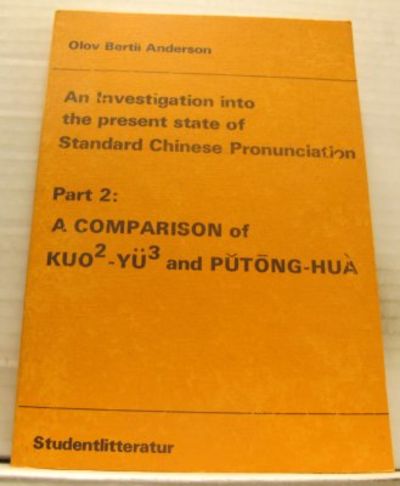 Olov Bertil Anderson
An Investigation into
the present state of
Standard Chinese Pronunciation
Part 2:
A COMPARISON of
KUO²-YÜ³ and PŬTŌNG-HUÀ
Studentlitteratur